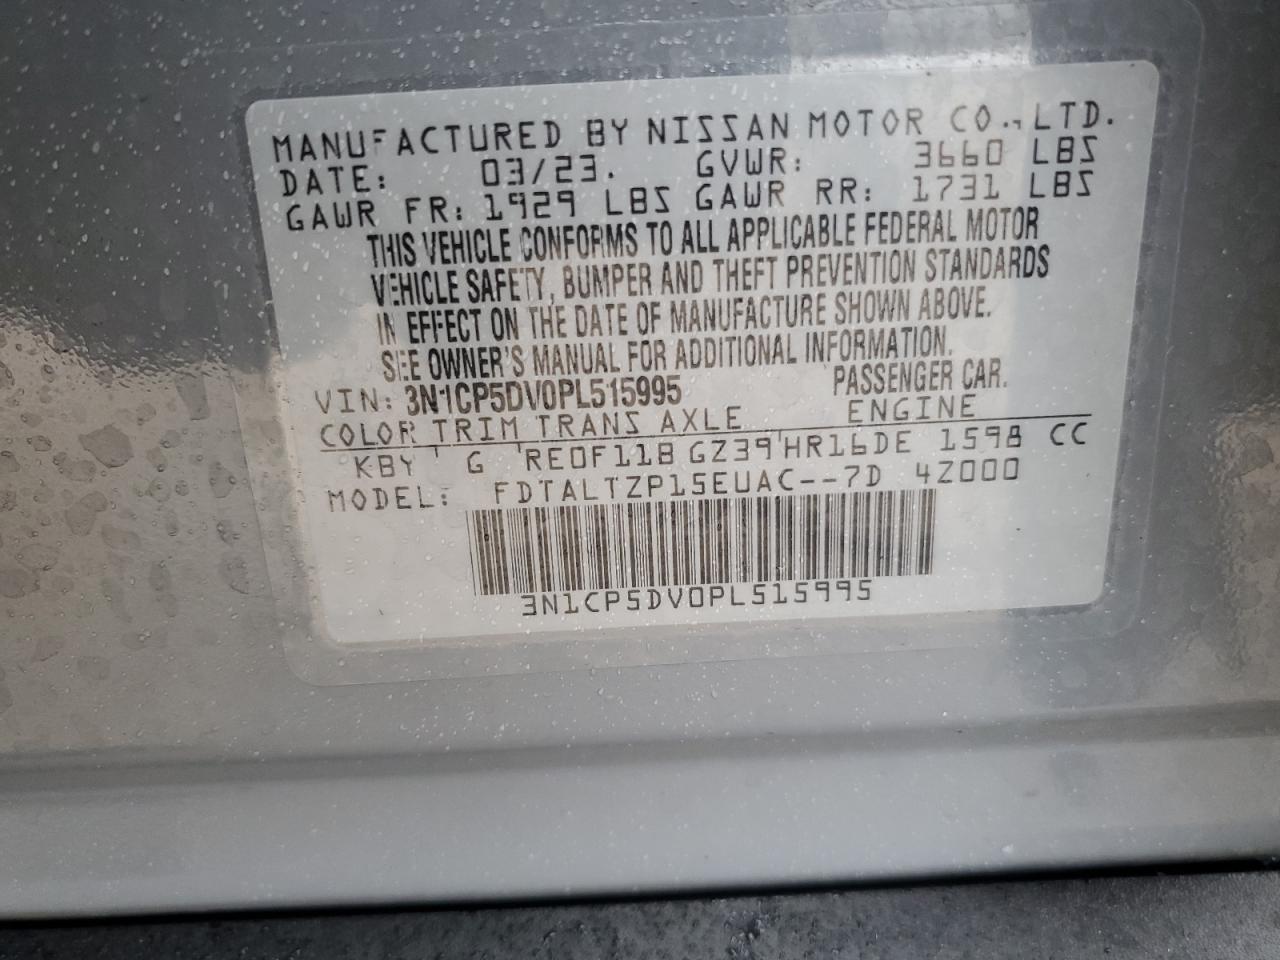 MANUFACTURED BY NISSAN MOTOR CO., LTD.
DATE: 03/23. GVWR: 3660 LBS
GAWR FR: 1929 LBS GAWR RR: 1731 LBS
THIS VEHICLE CONFORMS TO ALL APPLICABLE FEDERAL MOTOR
VEHICLE SAFETY, BUMPER AND THEFT PREVENTION STANDARDS
IN EFFECT ON THE DATE OF MANUFACTURE SHOWN ABOVE.
SEE OWNER'S MANUAL FOR ADDITIONAL INFORMATION.
VIN: 3N1CP5DV0PL515995 PASSENGER CAR.
COLOR TRIM TRANS AXLE ENGINE
KBY G RE0F11B GZ39 HR16DE 1598 CC
MODEL: FDTALTZP15EUAC--7D 4Z000
3N1CP5DV0PL515995